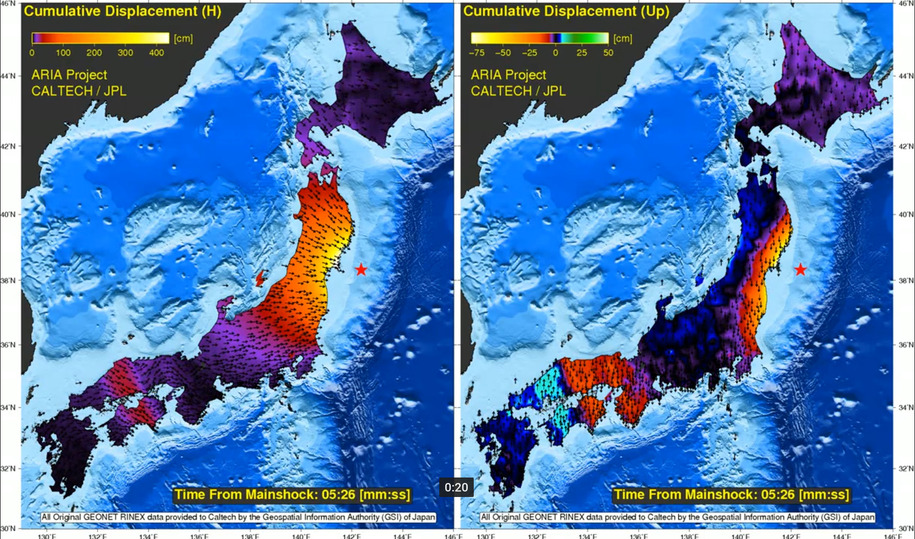 Cumulative Displacement (H)
[cm]
0 100 200 300 400
ARIA Project
CALTECH / JPL
46°N
44°N
42°N
40°N
38°N
36°N
34°N
32°N
30°N
Time From Mainshock: 05:26 [mm:ss]
All Original GEONET RINEX data provided to Caltech by the Geospatial Information Authority (GSI) of Japan
130°E 132°E 134°E 136°E 138°E 140°E 142°E 144°E
0:20
Cumulative Displacement (Up)
[cm]
−75 −50 −25 0 25 50
ARIA Project
CALTECH / JPL
46°N
44°N
42°N
40°N
38°N
36°N
34°N
32°N
30°N
Time From Mainshock: 05:26 [mm:ss]
All Original GEONET RINEX data provided to Caltech by the Geospatial Information Authority (GSI) of Japan
130°E 132°E 134°E 136°E 138°E 140°E 142°E 144°E